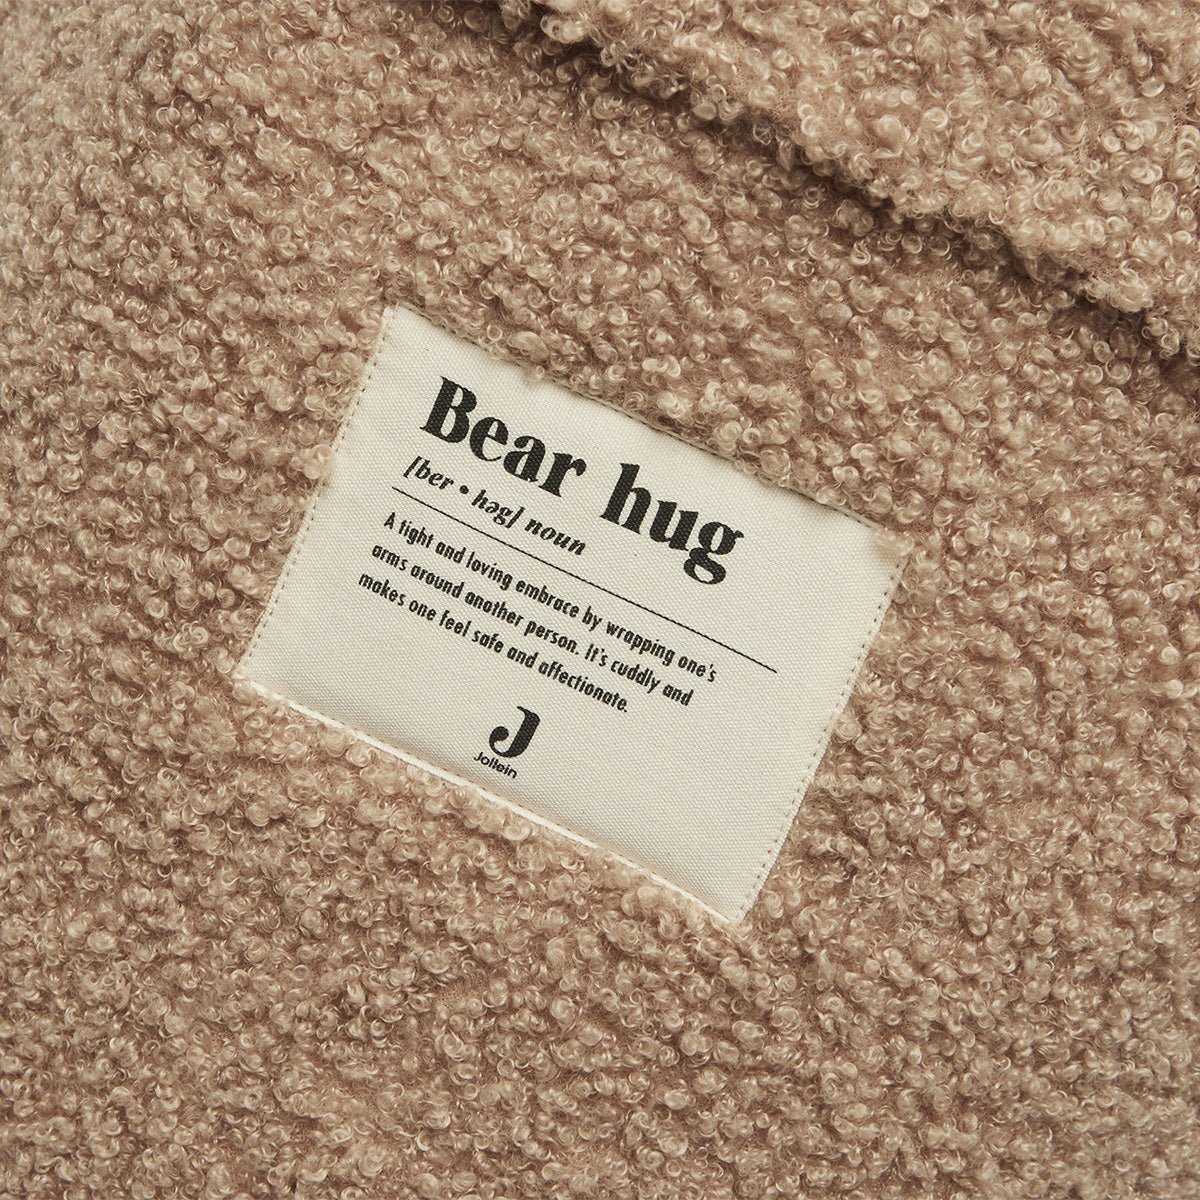 Bear hug
[ber • həg] noun
A tight and loving embrace by wrapping one's
arms around another person. It's cuddly and
makes one feel safe and affectionate.
J
Jollein